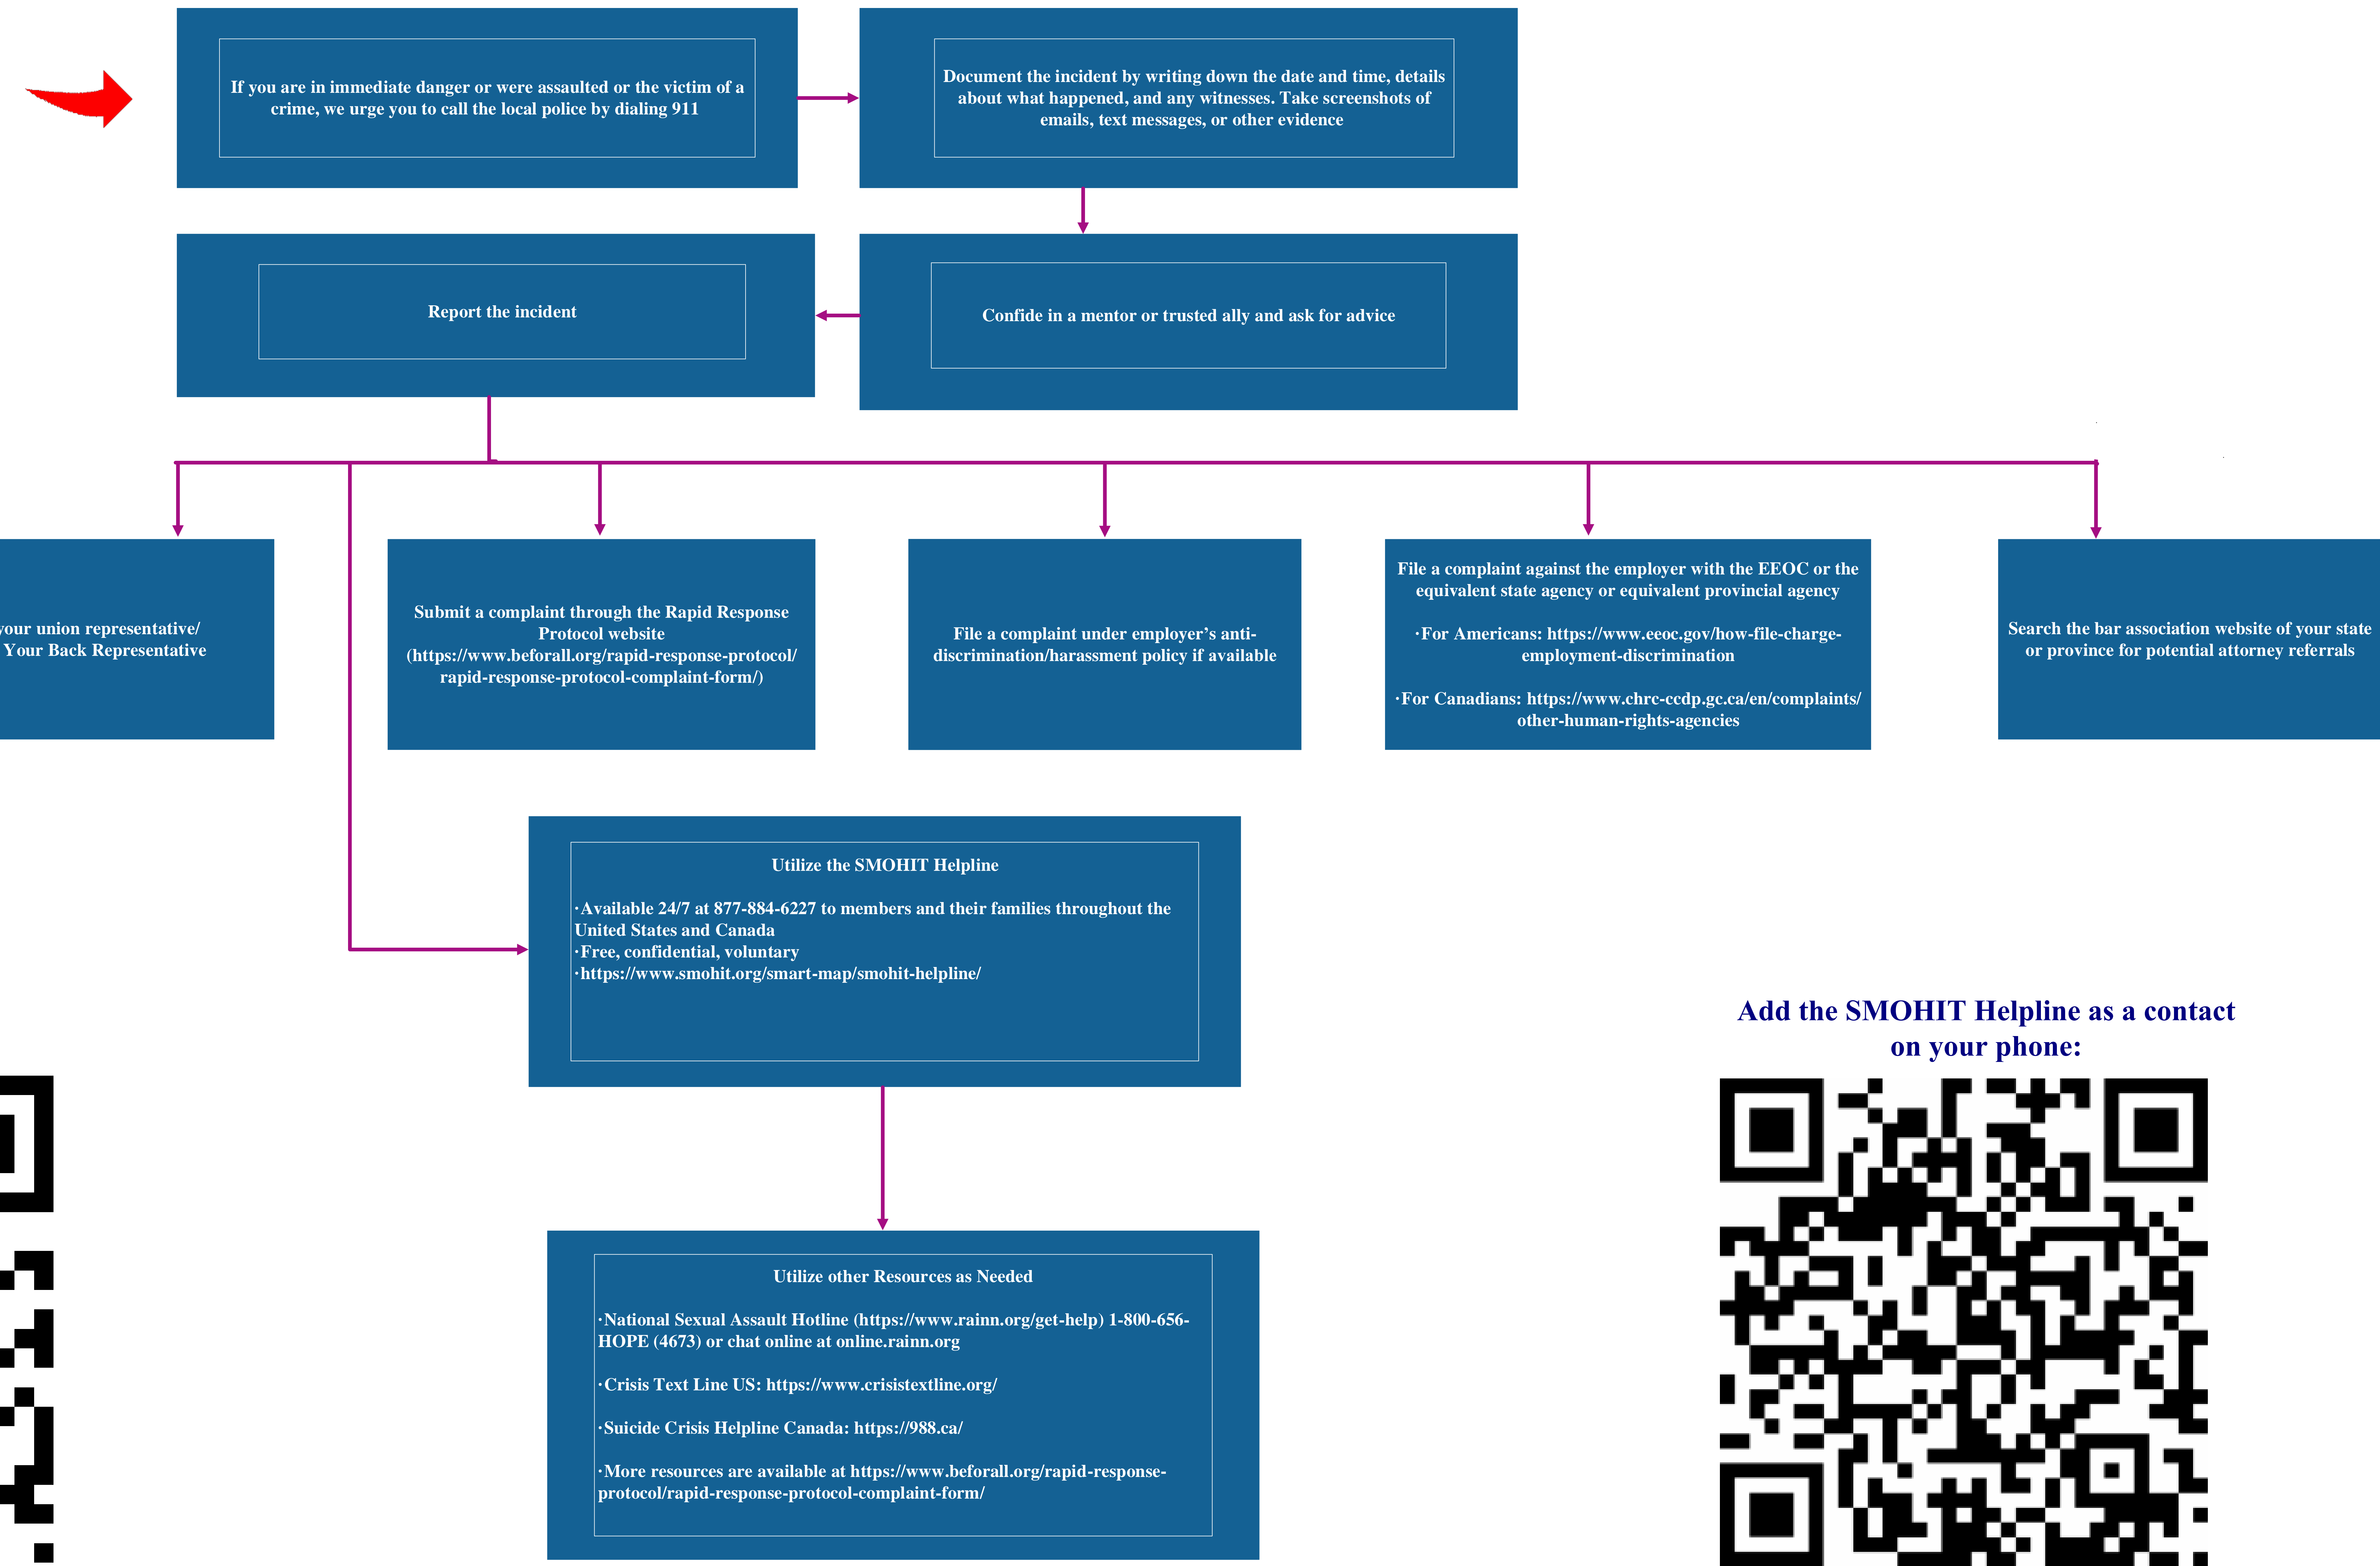 If you are in immediate danger or were assaulted or the victim of a
crime, we urge you to call the local police by dialing 911
Document the incident by writing down the date and time, details
about what happened, and any witnesses. Take screenshots of
emails, text messages, or other evidence
Confide in a mentor or trusted ally and ask for advice
Report the incident
your union representative/
Your Back Representative
Submit a complaint through the Rapid Response
Protocol website
(https://www.beforall.org/rapid-response-protocol/
rapid-response-protocol-complaint-form/)
File a complaint under employer’s anti-
discrimination/harassment policy if available
File a complaint against the employer with the EEOC or the
equivalent state agency or equivalent provincial agency
·For Americans: https://www.eeoc.gov/how-file-charge-
employment-discrimination
·For Canadians: https://www.chrc-ccdp.gc.ca/en/complaints/
other-human-rights-agencies
Search the bar association website of your state
or province for potential attorney referrals
Utilize the SMOHIT Helpline
·Available 24/7 at 877-884-6227 to members and their families throughout the
United States and Canada
·Free, confidential, voluntary
·https://www.smohit.org/smart-map/smohit-helpline/
Add the SMOHIT Helpline as a contact
on your phone:
Utilize other Resources as Needed
·National Sexual Assault Hotline (https://www.rainn.org/get-help) 1-800-656-
HOPE (4673) or chat online at online.rainn.org
·Crisis Text Line US: https://www.crisistextline.org/
·Suicide Crisis Helpline Canada: https://988.ca/
·More resources are available at https://www.beforall.org/rapid-response-
protocol/rapid-response-protocol-complaint-form/